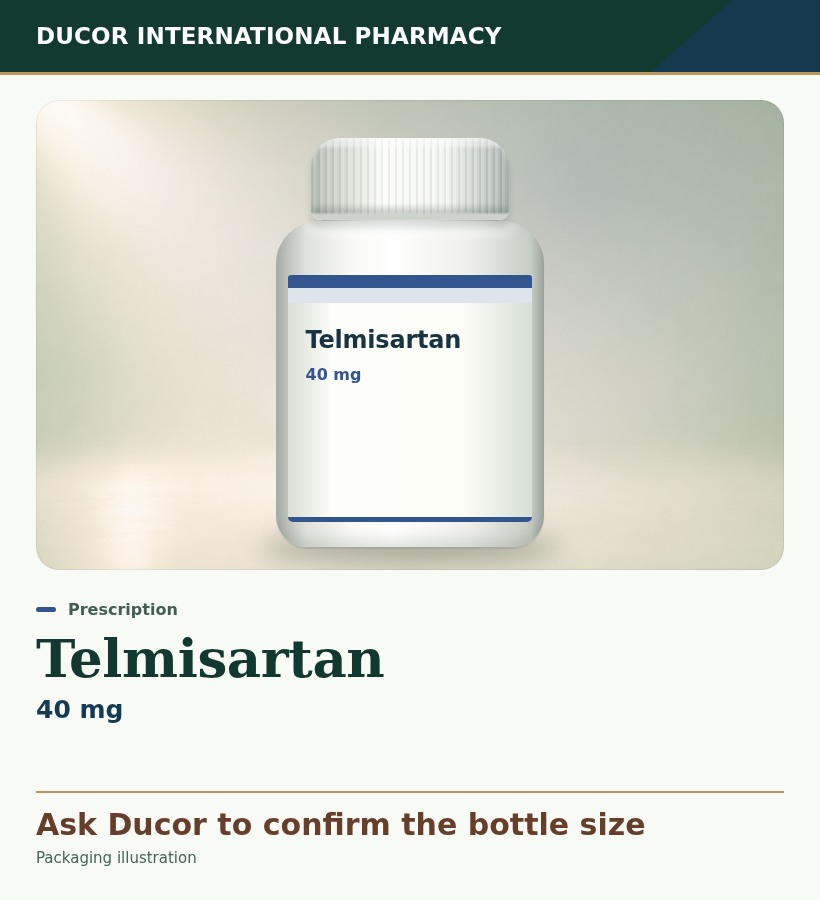 DUCOR INTERNATIONAL PHARMACY
Telmisartan
40 mg
Prescription
Telmisartan
40 mg
Ask Ducor to confirm the bottle size
Packaging illustration